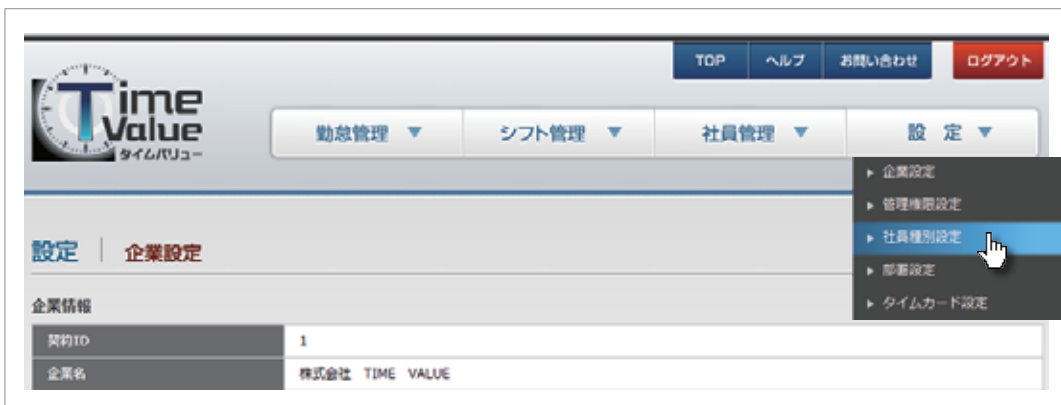 TOP ヘルプ お問い合わせ ログアウト
Time Value
タイムバリュー
勤怠管理 ▼ シフト管理 ▼ 社員管理 ▼ 設 定 ▼
▶ 企業設定
▶ 管理権限設定
▶ 社員種別設定
▶ 部署設定
▶ タイムカード設定
設定 | 企業設定
企業情報
契約ID 1
企業名 株式会社 TIME VALUE